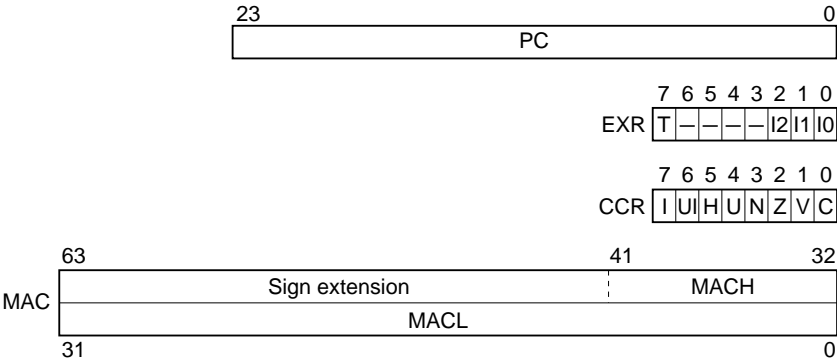 23 0
PC
7 6 5 4 3 2 1 0
EXR T — — — — I2 I1 I0
7 6 5 4 3 2 1 0
CCR I UI H U N Z V C
63 41 32
MAC Sign extension MACH
MACL
31 0